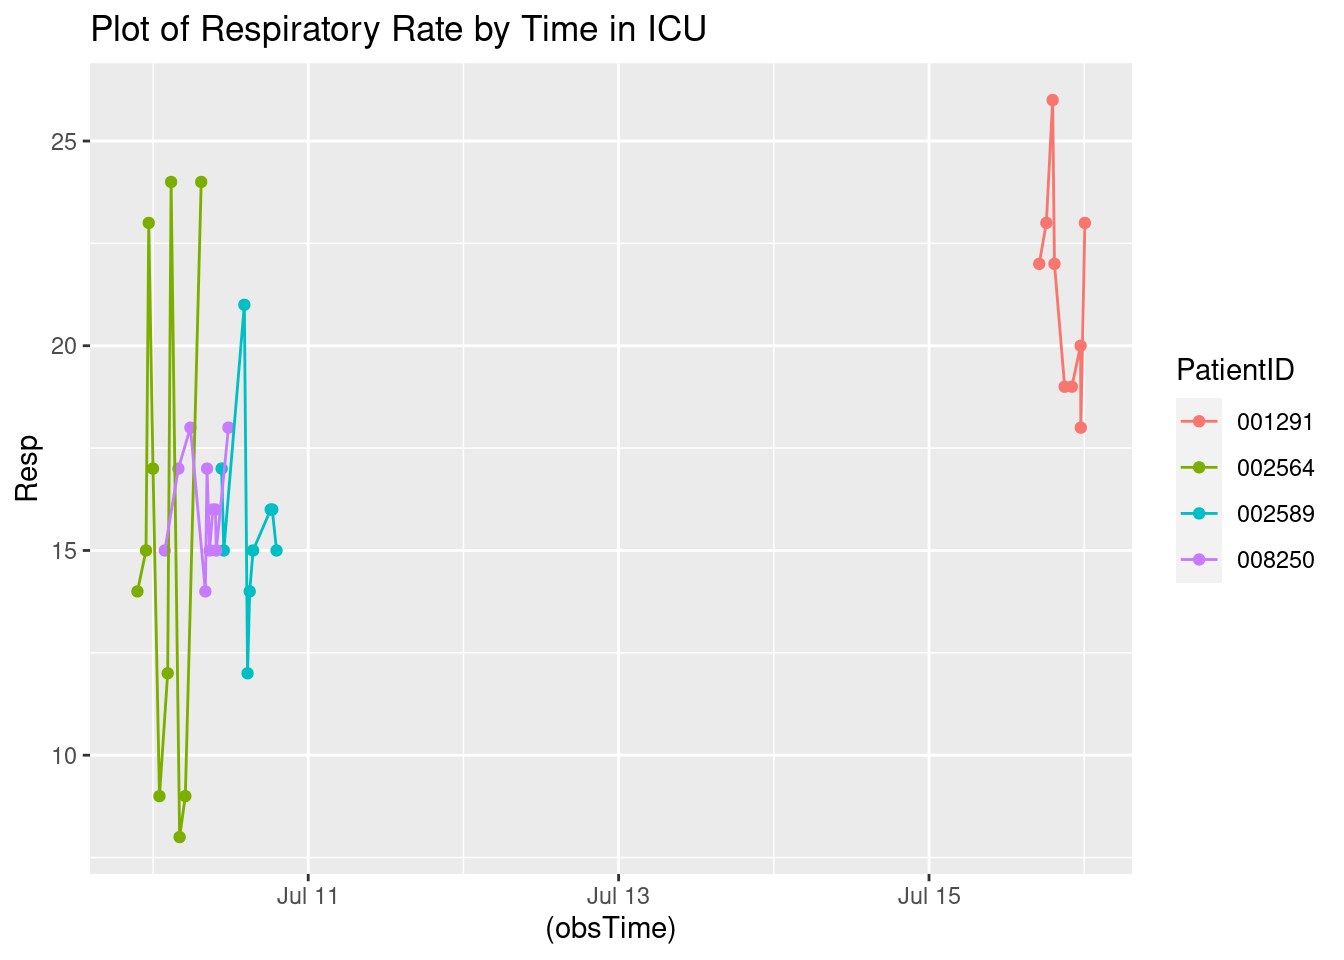 Plot of Respiratory Rate by Time in ICU
25
20
15
10
Resp
Jul 11
Jul 13
Jul 15
(obsTime)
PatientID
001291
002564
002589
008250